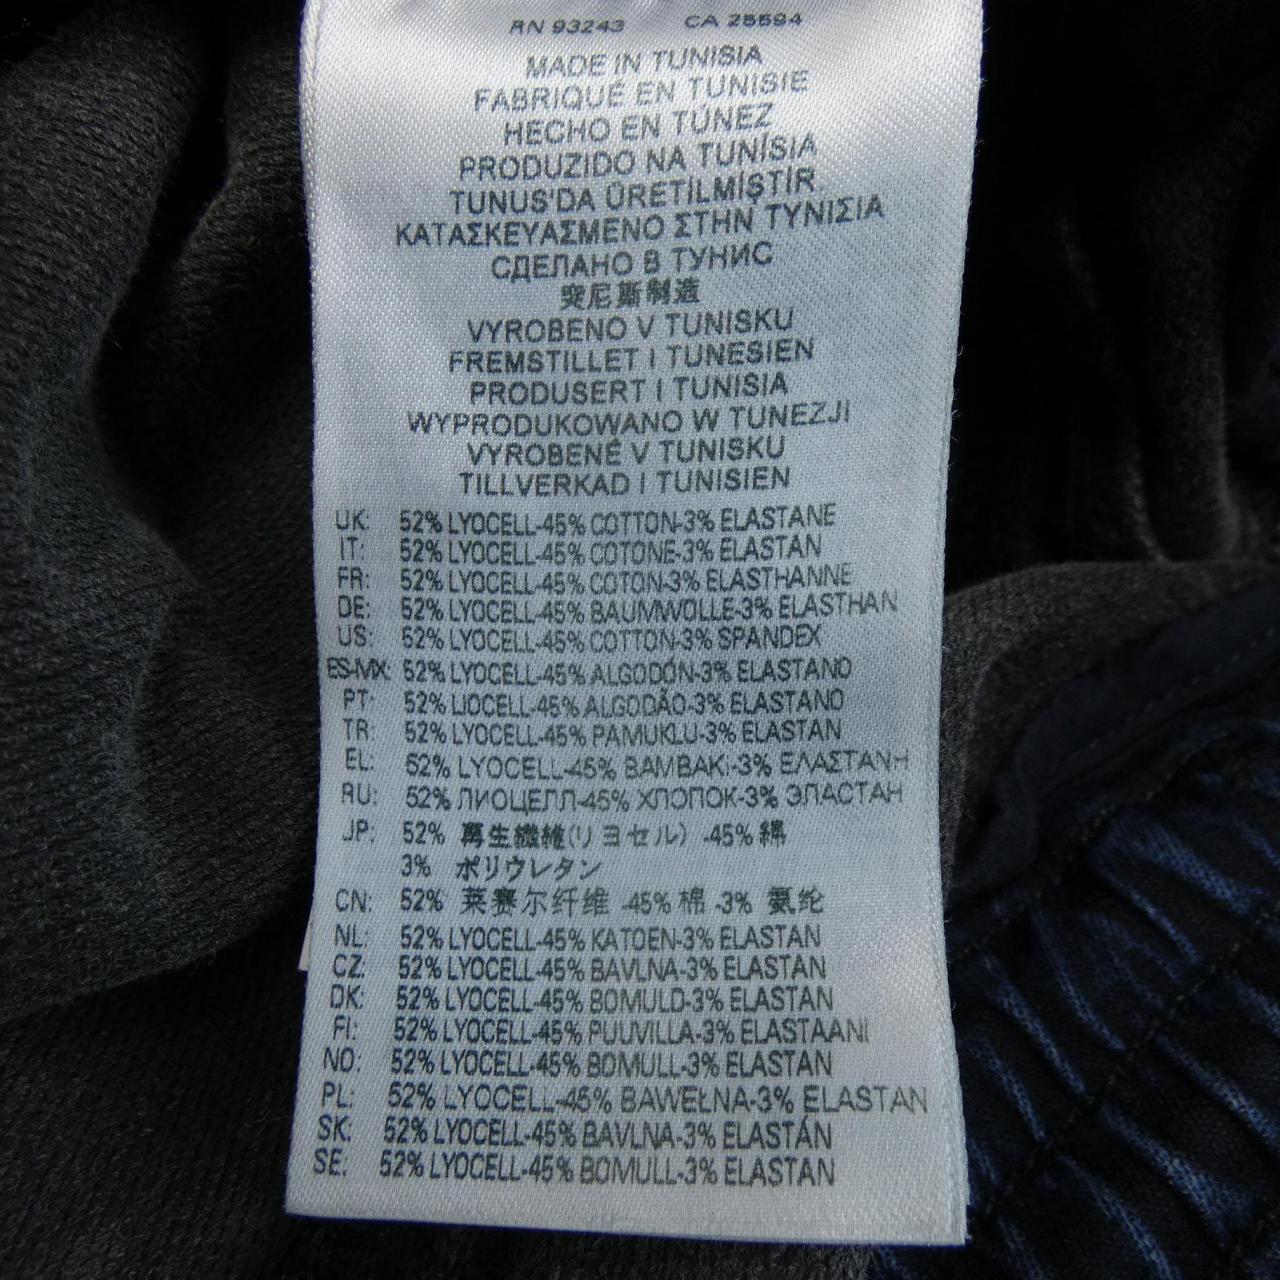 RN 93243 CA 25594
MADE IN TUNISIA
FABRIQUÉ EN TUNISIE
HECHO EN TÚNEZ
PRODUZIDO NA TUNÍSIA
TUNUS'DA ÜRETİLMİŞTİR
ΚΑΤΑΣΚΕΥΑΣΜΕΝΟ ΣΤΗΝ ΤΥΝΙΣΙΑ
СДЕЛАНО В ТУНИС
突尼斯制造
VYROBENO V TUNISKU
FREMSTILLET I TUNESIEN
PRODUSERT I TUNISIA
WYPRODUKOWANO W TUNEZJI
VYROBENÉ V TUNISKU
TILLVERKAD I TUNISIEN
UK: 52% LYOCELL-45% COTTON-3% ELASTANE
IT: 52% LYOCELL-45% COTONE-3% ELASTAN
FR: 52% LYOCELL-45% COTON-3% ELASTHANNE
DE: 52% LYOCELL-45% BAUMWOLLE-3% ELASTHAN
US: 52% LYOCELL-45% COTTON-3% SPANDEX
ES-MX: 52% LYOCELL-45% ALGODÓN-3% ELASTANO
PT: 52% LIOCELL-45% ALGODÃO-3% ELASTANO
TR: 52% LYOCELL-45% PAMUKLU-3% ELASTAN
EL: 52% LYOCELL-45% ΒΑΜΒΑΚΙ-3% ΕΛΑΣΤΑΝΗ
RU: 52% ЛИОЦЕЛЛ-45% ХЛОПОК-3% ЭЛАСТАН
JP: 52% 再生繊維(リヨセル) -45% 綿
3% ポリウレタン
CN: 52% 莱赛尔纤维 -45% 棉 -3% 氨纶
NL: 52% LYOCELL-45% KATOEN-3% ELASTAN
CZ: 52% LYOCELL-45% BAVLNA-3% ELASTAN
DK: 52% LYOCELL-45% BOMULD-3% ELASTAN
FI: 52% LYOCELL-45% PUUVILLA-3% ELASTAANI
NO: 52% LYOCELL-45% BOMULL-3% ELASTAN
PL: 52% LYOCELL-45% BAWEŁNA-3% ELASTAN
SK: 52% LYOCELL-45% BAVLNA-3% ELASTÁN
SE: 52% LYOCELL-45% BOMULL-3% ELASTAN